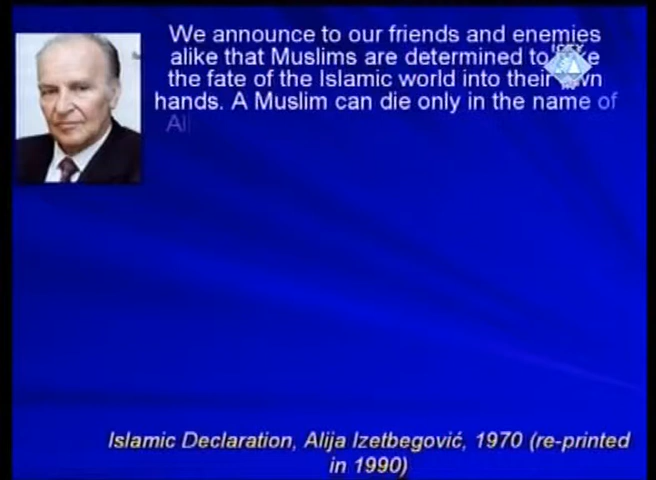 We announce to our friends and enemies
alike that Muslims are determined to
the fate of the Islamic world into their
hands. A Muslim can die only in the name of
Al
ICTY
Islamic Declaration, Alija Izetbegović, 1970 (re-printed
in 1990)